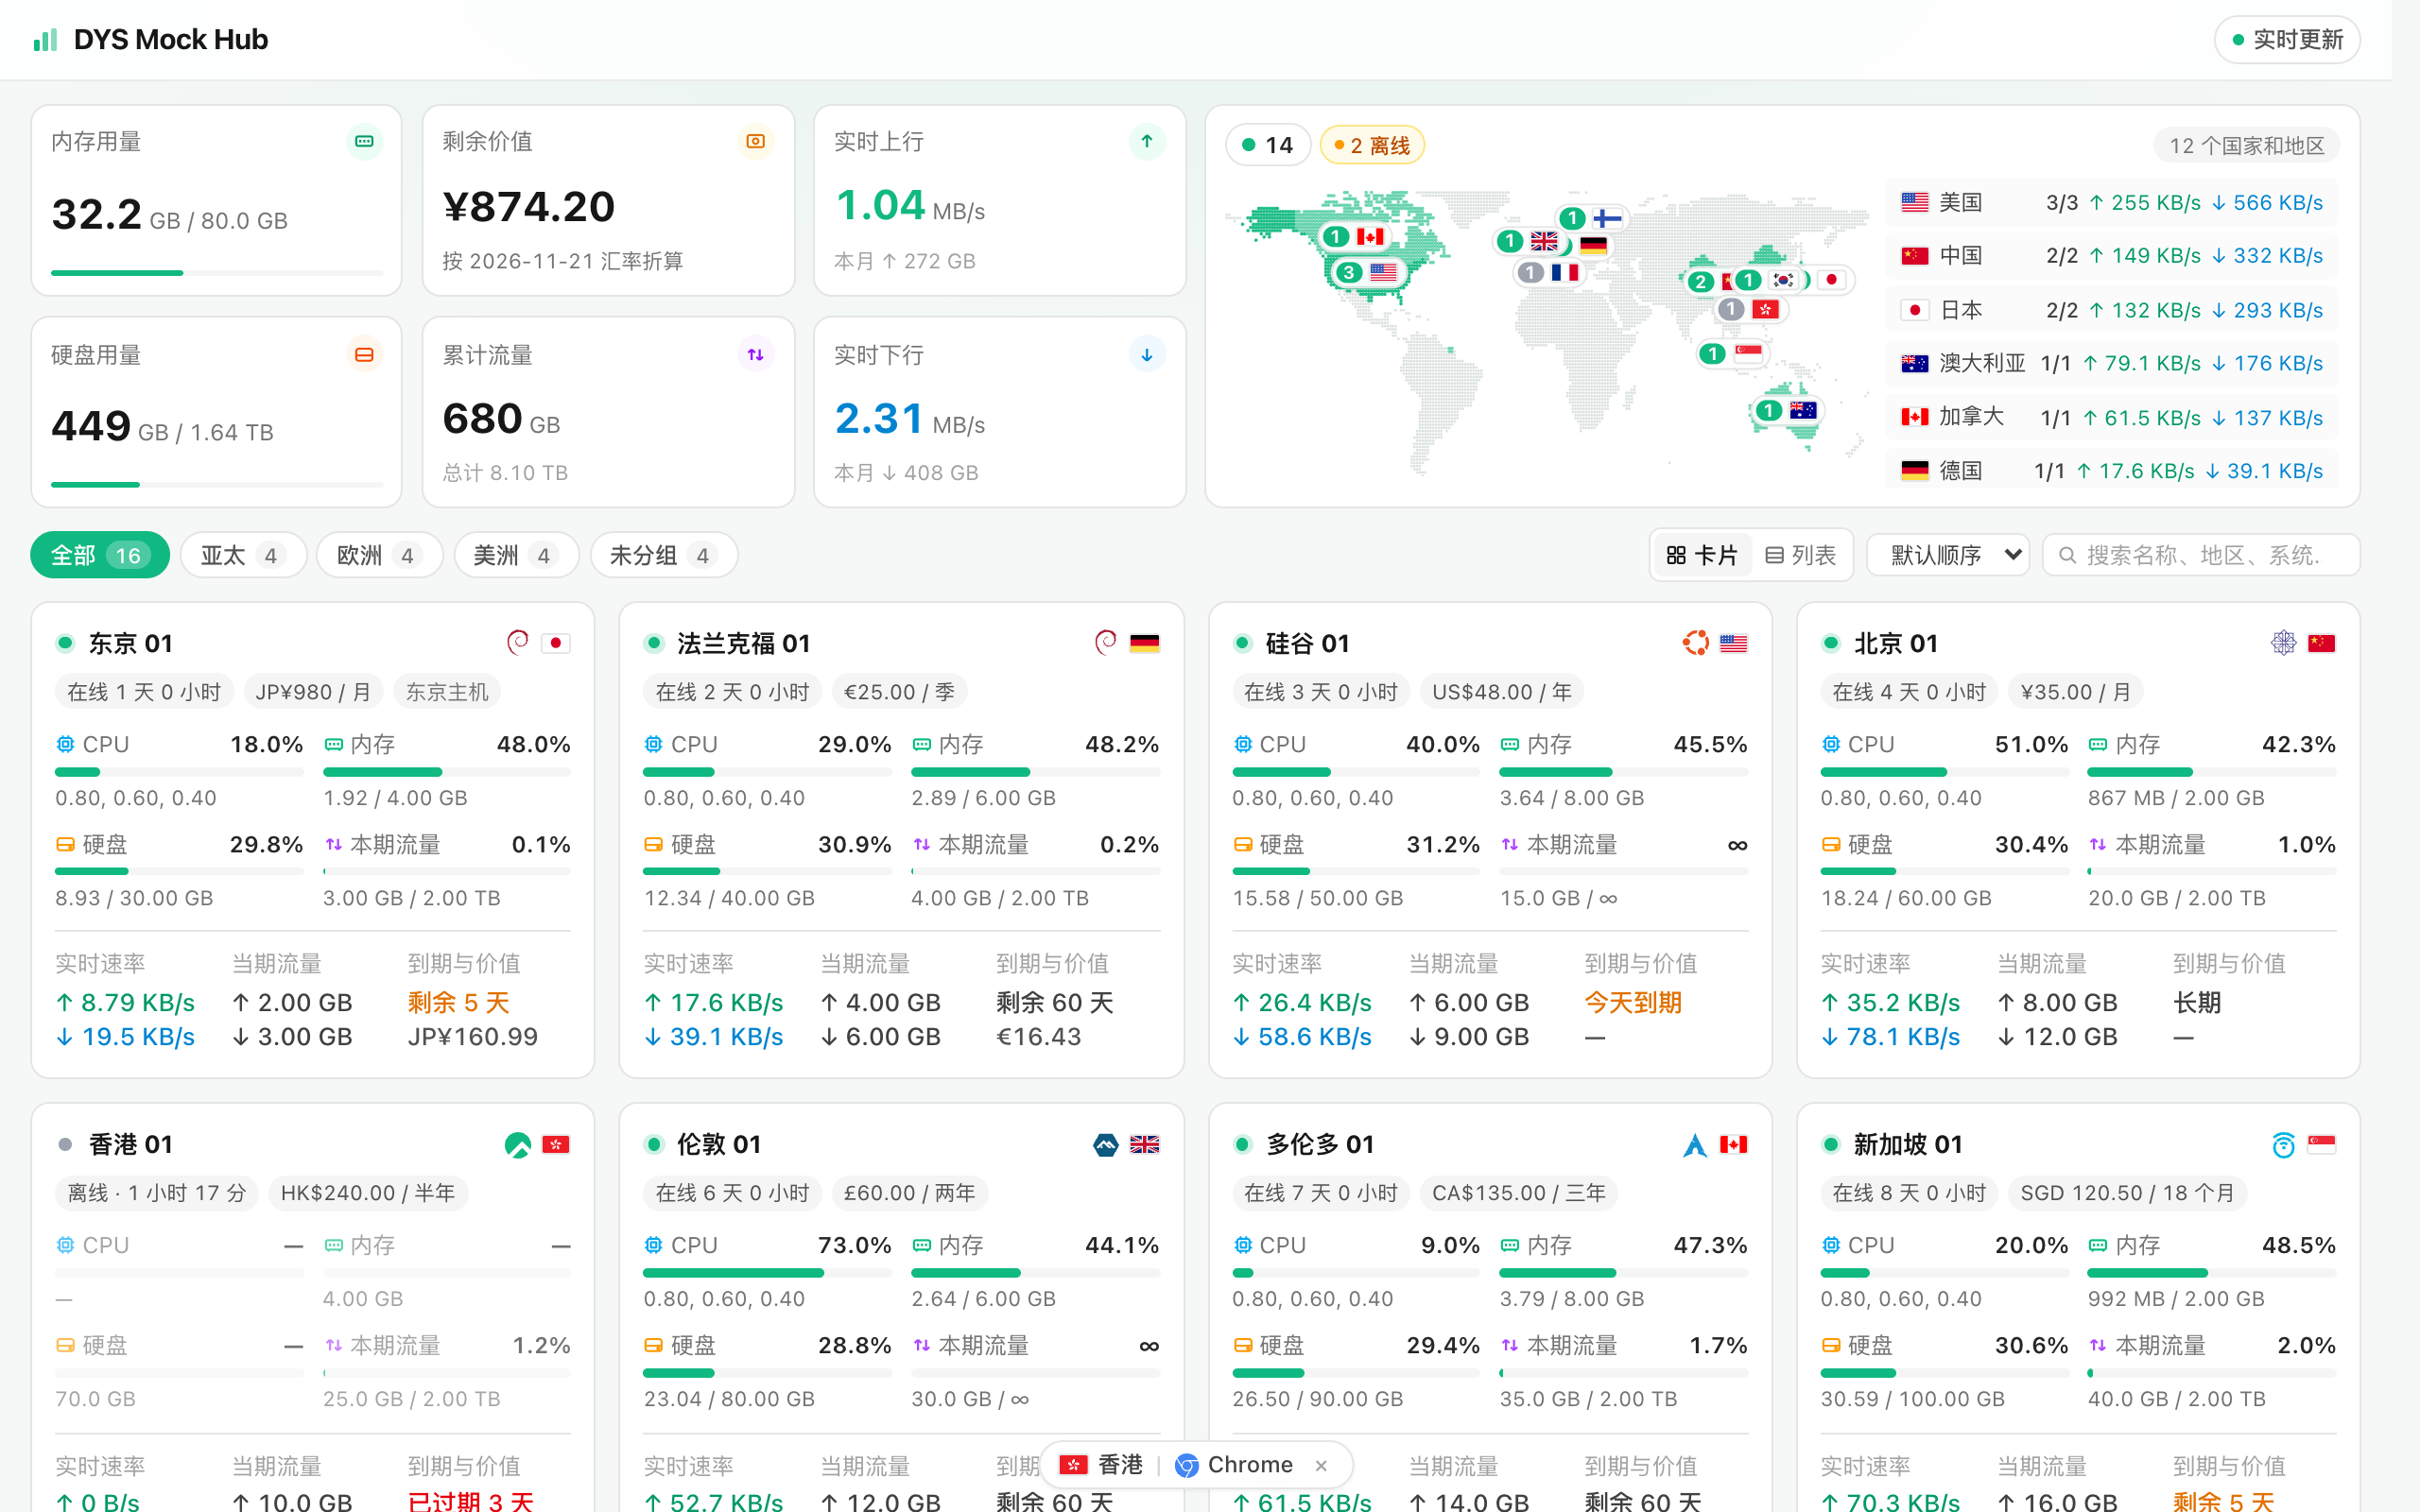 DYS Mock Hub
实时更新
内存用量
32.2 GB / 80.0 GB
剩余价值
¥874.20
按 2026-11-21 汇率折算
实时上行
1.04 MB/s
本月 ↑ 272 GB
硬盘用量
449 GB / 1.64 TB
累计流量
680 GB
总计 8.10 TB
实时下行
2.31 MB/s
本月 ↓ 408 GB
14
2 离线
12 个国家和地区
1
1
1
3
1
2
1
1
1
1
美国 3/3 ↑ 255 KB/s ↓ 566 KB/s
中国 2/2 ↑ 149 KB/s ↓ 332 KB/s
日本 2/2 ↑ 132 KB/s ↓ 293 KB/s
澳大利亚 1/1 ↑ 79.1 KB/s ↓ 176 KB/s
加拿大 1/1 ↑ 61.5 KB/s ↓ 137 KB/s
德国 1/1 ↑ 17.6 KB/s ↓ 39.1 KB/s
全部 16 亚太 4 欧洲 4 美洲 4 未分组 4
卡片 列表 默认顺序 搜索名称、地区、系统.
东京 01
在线 1 天 0 小时 JP¥980 / 月 东京主机
CPU 18.0% 内存 48.0%
0.80, 0.60, 0.40 1.92 / 4.00 GB
硬盘 29.8% 本期流量 0.1%
8.93 / 30.00 GB 3.00 GB / 2.00 TB
实时速率 当期流量 到期与价值
↑ 8.79 KB/s ↑ 2.00 GB 剩余 5 天
↓ 19.5 KB/s ↓ 3.00 GB JP¥160.99
法兰克福 01
在线 2 天 0 小时 €25.00 / 季
CPU 29.0% 内存 48.2%
0.80, 0.60, 0.40 2.89 / 6.00 GB
硬盘 30.9% 本期流量 0.2%
12.34 / 40.00 GB 4.00 GB / 2.00 TB
实时速率 当期流量 到期与价值
↑ 17.6 KB/s ↑ 4.00 GB 剩余 60 天
↓ 39.1 KB/s ↓ 6.00 GB €16.43
硅谷 01
在线 3 天 0 小时 US$48.00 / 年
CPU 40.0% 内存 45.5%
0.80, 0.60, 0.40 3.64 / 8.00 GB
硬盘 31.2% 本期流量 ∞
15.58 / 50.00 GB 15.0 GB / ∞
实时速率 当期流量 到期与价值
↑ 26.4 KB/s ↑ 6.00 GB 今天到期
↓ 58.6 KB/s ↓ 9.00 GB —
北京 01
在线 4 天 0 小时 ¥35.00 / 月
CPU 51.0% 内存 42.3%
0.80, 0.60, 0.40 867 MB / 2.00 GB
硬盘 30.4% 本期流量 1.0%
18.24 / 60.00 GB 20.0 GB / 2.00 TB
实时速率 当期流量 到期与价值
↑ 35.2 KB/s ↑ 8.00 GB 长期
↓ 78.1 KB/s ↓ 12.0 GB —
香港 01
离线 · 1 小时 17 分 HK$240.00 / 半年
CPU — 内存 —
— 4.00 GB
硬盘 — 本期流量 1.2%
70.0 GB 25.0 GB / 2.00 TB
实时速率 当期流量 到期与价值
↑ 0 B/s ↑ 10.0 GB 已过期 3 天
伦敦 01
在线 6 天 0 小时 £60.00 / 两年
CPU 73.0% 内存 44.1%
0.80, 0.60, 0.40 2.64 / 6.00 GB
硬盘 28.8% 本期流量 ∞
23.04 / 80.00 GB 30.0 GB / ∞
实时速率 当期流量 到期
↑ 52.7 KB/s ↑ 12.0 GB 剩余 60 天
多伦多 01
在线 7 天 0 小时 CA$135.00 / 三年
CPU 9.0% 内存 47.3%
0.80, 0.60, 0.40 3.79 / 8.00 GB
硬盘 29.4% 本期流量 1.7%
26.50 / 90.00 GB 35.0 GB / 2.00 TB
当期流量 到期与价值
↑ 61.5 KB/s ↑ 14.0 GB 剩余 60 天
新加坡 01
在线 8 天 0 小时 SGD 120.50 / 18 个月
CPU 20.0% 内存 48.5%
0.80, 0.60, 0.40 992 MB / 2.00 GB
硬盘 30.6% 本期流量 2.0%
30.59 / 100.00 GB 40.0 GB / 2.00 TB
实时速率 当期流量 到期与价值
↑ 70.3 KB/s ↑ 16.0 GB 剩余 5 天
香港 | Chrome ×